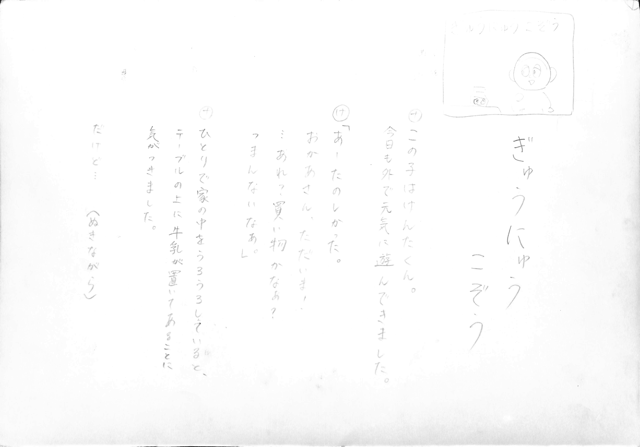 ぎゅうにゅう
こぞう
㋤この子はけんたくん。
今日も外で元気に遊んできました。
㋘「あーたのしかった。
おかあさん、ただいまー。
…あれ?買い物かなぁ?
つまんないなあ。」
ひとりで家の中をうろうろしていると、
テーブルの上に牛乳が置いてあることに
気がつきました。
だけど…
(ぬきながら)